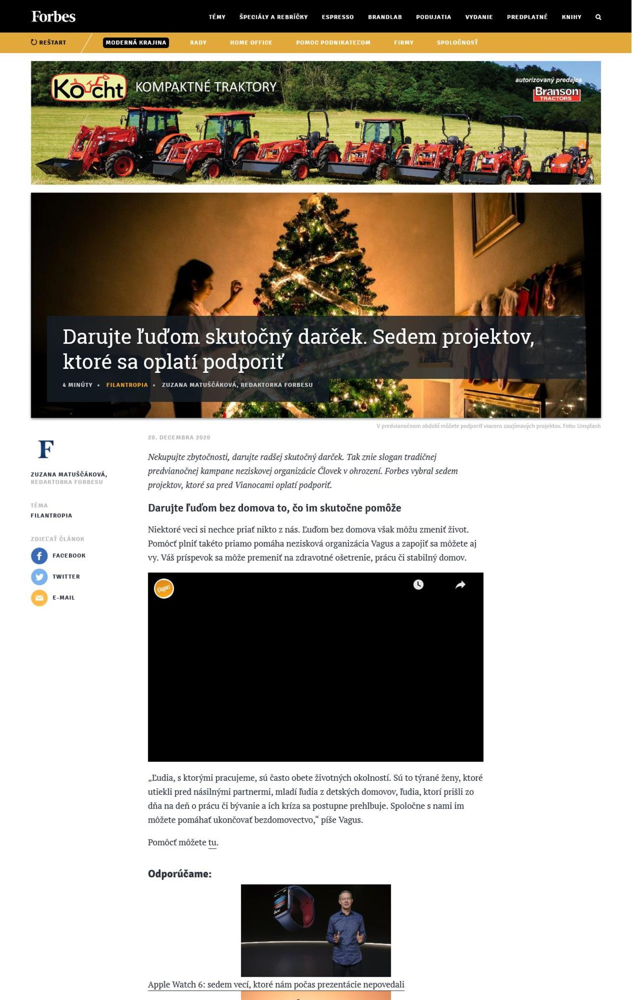 Forbes
TÉMY ŠPECIÁLY A REBRÍČKY ESPRESSO BRANDLAB PODUJATIA VYDANIE PREDPLATNÉ KNIHY
REŠTART MODERNÁ KRAJINA RADY HOME OFFICE POMOC PODNIKATEĽOM FIRMY SPOLOČNOSŤ
Kocht KOMPAKTNÉ TRAKTORY
autorizovaný predajca
Branson
TRACTORS
Darujte ľuďom skutočný darček. Sedem projektov,
ktoré sa oplatí podporiť
4 MINÚTY • FILANTROPIA • ZUZANA MATUŠČÁKOVÁ, REDAKTORKA FORBESU
V predvianočnom období môžete podporiť viacero zaujímavých projektov. Foto: Unsplash
F
ZUZANA MATUŠČÁKOVÁ,
REDAKTORKA FORBESU
TÉMA
FILANTROPIA
ZDIEĽAŤ ČLÁNOK
FACEBOOK
TWITTER
E-MAIL
20. DECEMBRA 2020
Nekupujte zbytočnosti, darujte radšej skutočný darček. Tak znie slogan tradičnej
predvianočnej kampane neziskovej organizácie Človek v ohrození. Forbes vybral sedem
projektov, ktoré sa pred Vianocami oplatí podporiť.
Darujte ľuďom bez domova to, čo im skutočne pomôže
Niektoré veci si nechce priať nikto z nás. Ľuďom bez domova však môžu zmeniť život.
Pomôcť plniť takéto priamo pomáha nezisková organizácia Vagus a zapojiť sa môžete aj
vy. Váš príspevok sa môže premeniť na zdravotné ošetrenie, prácu či stabilný domov.
Vagus
„Ľudia, s ktorými pracujeme, sú často obete životných okolností. Sú to týrané ženy, ktoré
utiekli pred násilnými partnermi, mladí ľudia z detských domovov, ľudia, ktorí prišli zo
dňa na deň o prácu či bývanie a ich kríza sa postupne prehlbuje. Spoločne s nami im
môžete pomáhať ukončovať bezdomovectvo,“ píše Vagus.
Pomôcť môžete tu.
Odporúčame:
Apple Watch 6: sedem vecí, ktoré nám počas prezentácie nepovedali